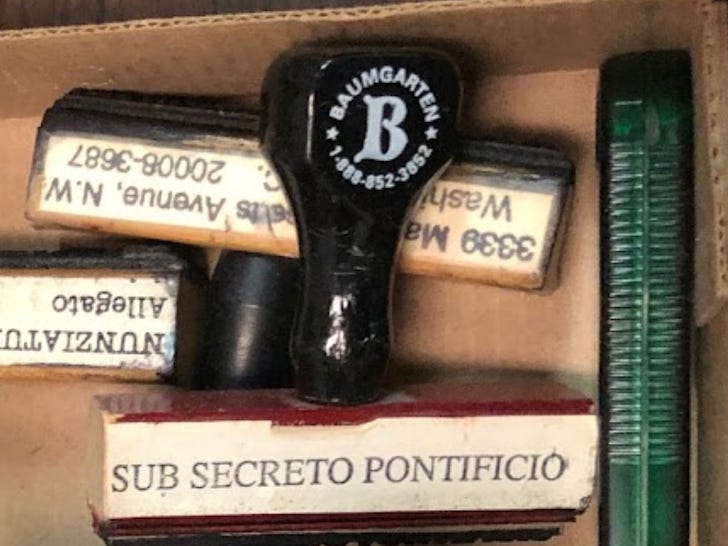 BAUMGARTEN
B
1-888-852-3852
3339 Ma
Avenue, N.W
Wash
20008-3687
NUNZIATU
Allegato
SUB SECRETO PONTIFICIO